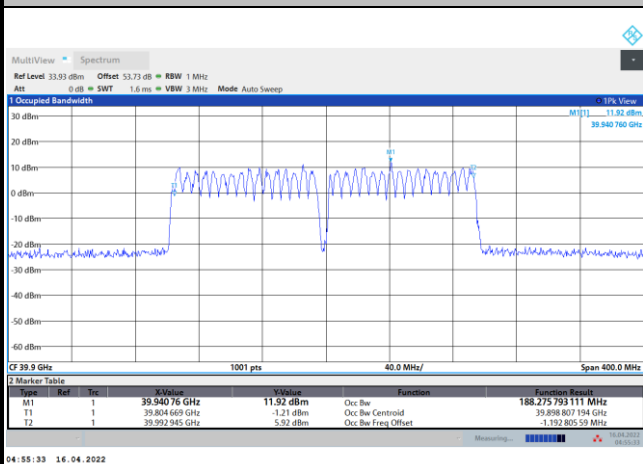 MultiView Spectrum
Ref Level 33.93 dBm Offset 53.73 dB RBW 1 MHz
Att 0 dB SWT 1.6 ms VBW 3 MHz Mode Auto Sweep
1 Occupied Bandwidth 1Pk View
M1[1] 11.92 dBm
39.940 760 GHz
30 dBm
20 dBm
M1
10 dBm
T1
T2
0 dBm
-10 dBm
-20 dBm
-30 dBm
-40 dBm
-50 dBm
-60 dBm
CF 39.9 GHz 1001 pts 40.0 MHz/ Span 400.0 MHz
2 Marker Table
Type Ref Trc X-Value Y-Value Function Function Result
M1 1 39.940 76 GHz 11.92 dBm Occ Bw 188.275 793 111 MHz
T1 1 39.804 669 GHz -1.21 dBm Occ Bw Centroid 39.898 807 194 GHz
T2 1 39.992 945 GHz 5.92 dBm Occ Bw Freq Offset -1.192 805 59 MHz
Measuring... 16.04.2022
04:55:33
04:55:33 16.04.2022